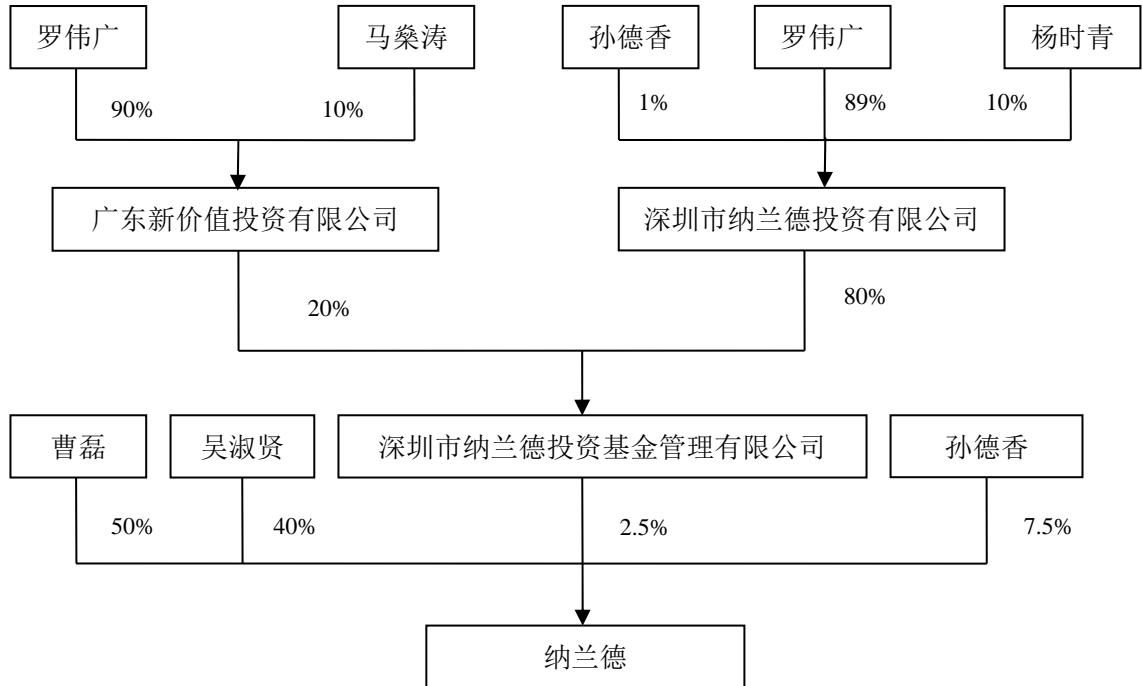 罗伟广
马燊涛
孙德香
罗伟广
杨时青
90%
10%
1%
89%
10%
广东新价值投资有限公司
深圳市纳兰德投资有限公司
20%
80%
曹磊
吴淑贤
深圳市纳兰德投资基金管理有限公司
孙德香
50%
40%
2.5%
7.5%
纳兰德